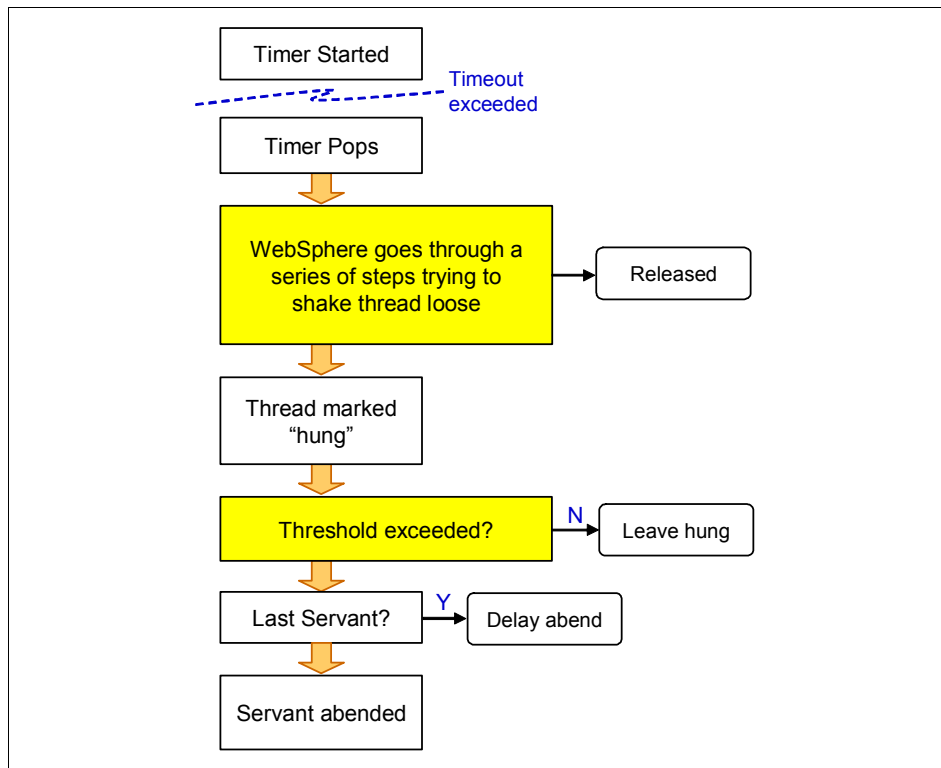 Timer Started
Timeout
exceeded
Timer Pops
WebSphere goes through a
series of steps trying to
shake thread loose
Released
Thread marked
“hung”
Threshold exceeded?
N
Leave hung
Last Servant?
Y
Delay abend
Servant abended